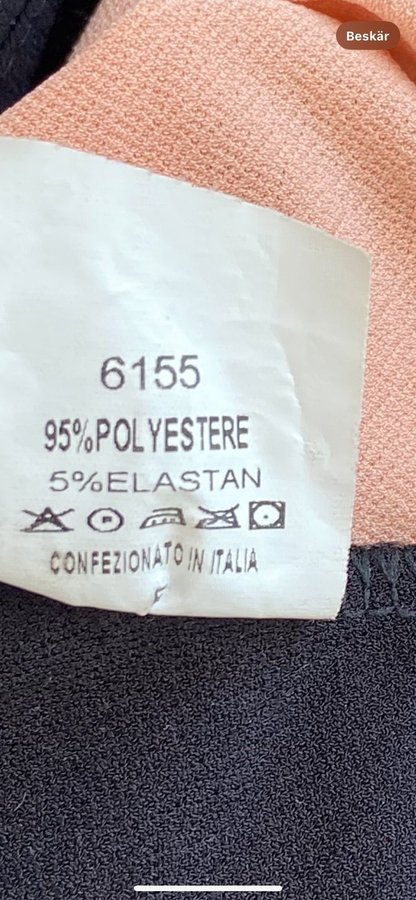 Beskär
6155
95%POLYESTERE
5%ELASTAN
CONFEZIONATO IN ITALIA